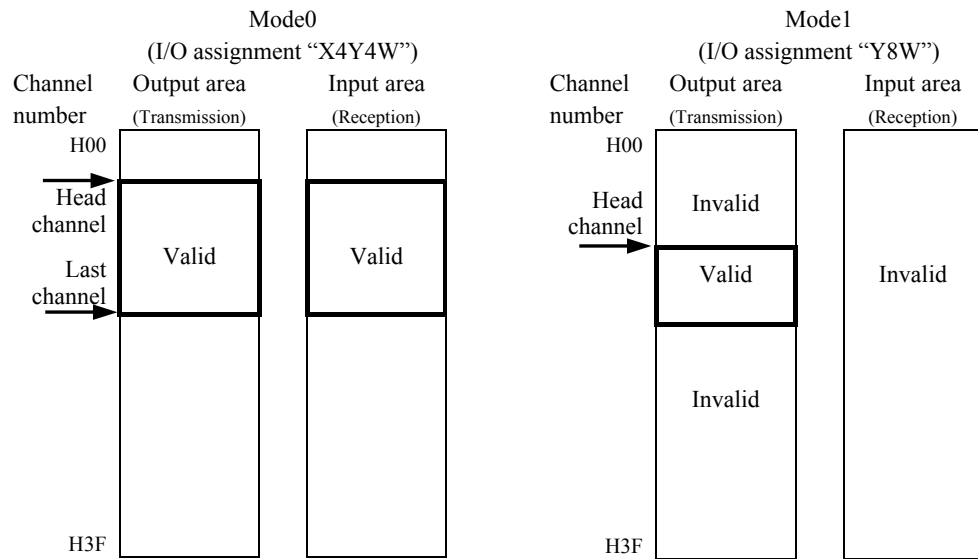 Mode0
(I/O assignment “X4Y4W”)
Channel number
Output area
(Transmission)
Input area
(Reception)
H00
Head
channel
Last
channel
Valid
Valid
H3F
Mode1
(I/O assignment “Y8W”)
Channel number
Output area
(Transmission)
Input area
(Reception)
H00
Invalid
Head
channel
Valid
Invalid
Invalid
H3F